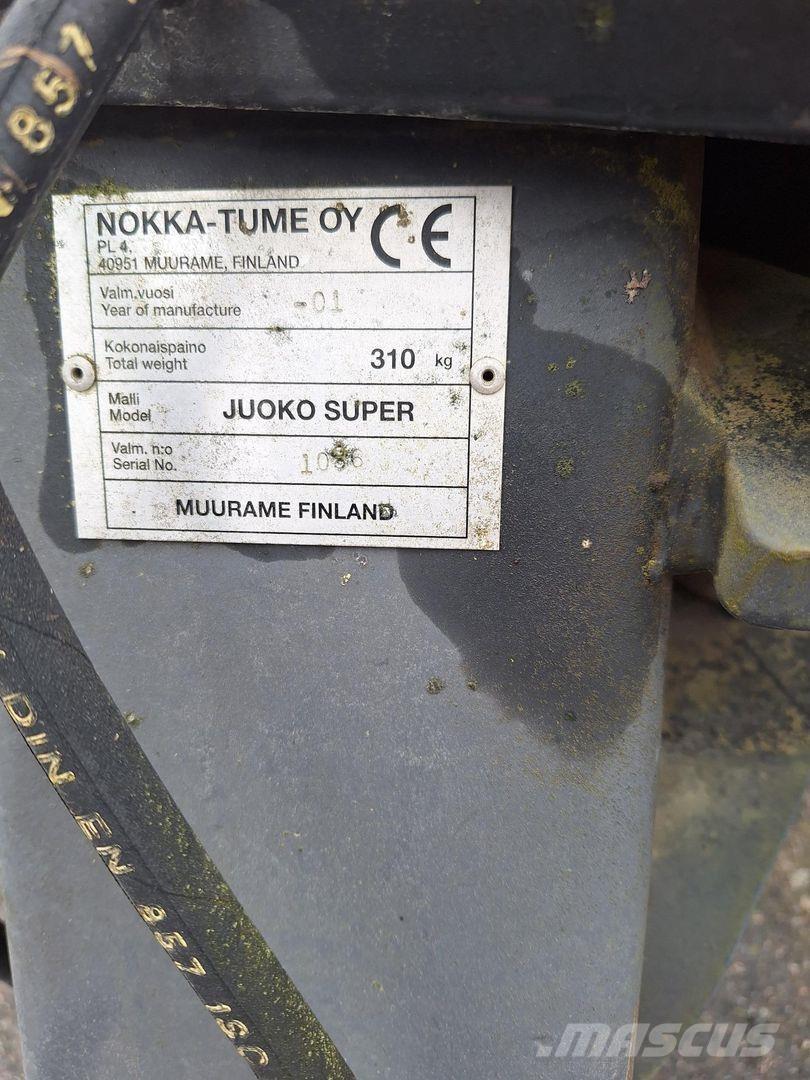 857
NOKKA-TUME OY CE
PL 4.
40951 MUURAME, FINLAND
Valm.vuosi
Year of manufacture -01
Kokonaispaino
Total weight 310 kg
Malli
Model JUOKO SUPER
Valm. n:o
Serial No.
MUURAME FINLAND
DIN EN 857 1SC
MASCUS